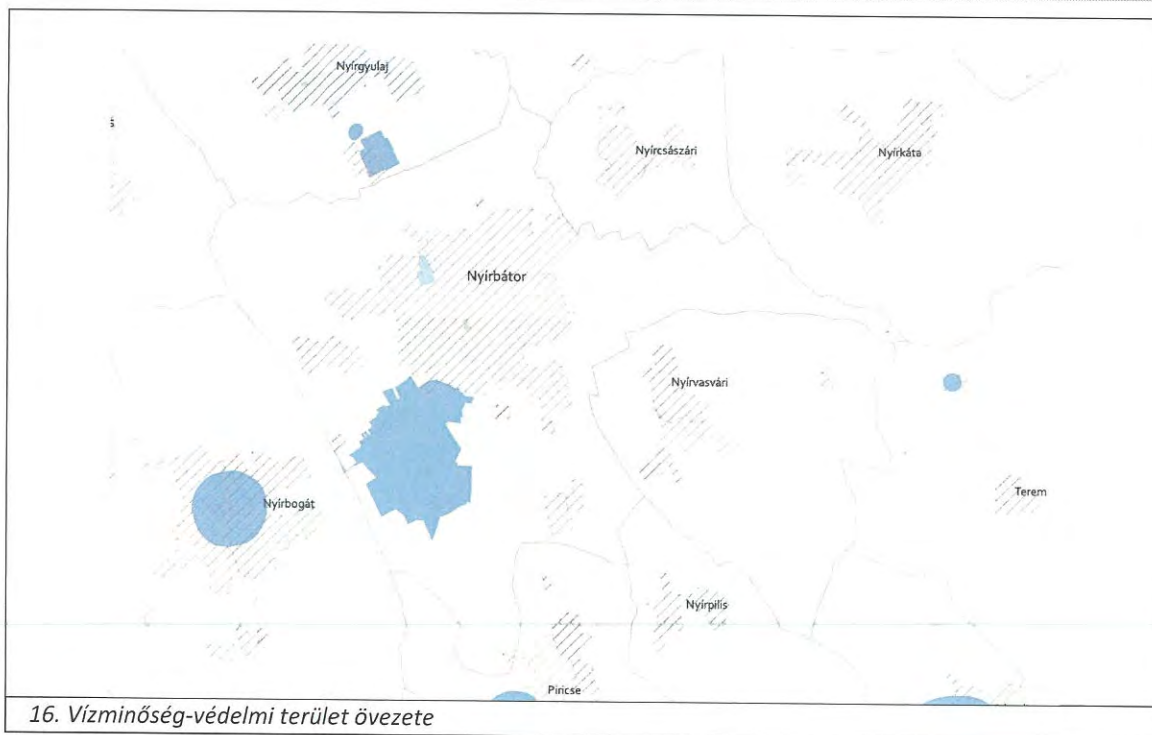 Nyírgyulaj
Nyírcsászári
Nyírkáta
Nyírbátor
Nyírvasvári
Nyírbogát
Terem
Nyírpilis
Piricse
16. Vízminőség-védelmi terület övezete